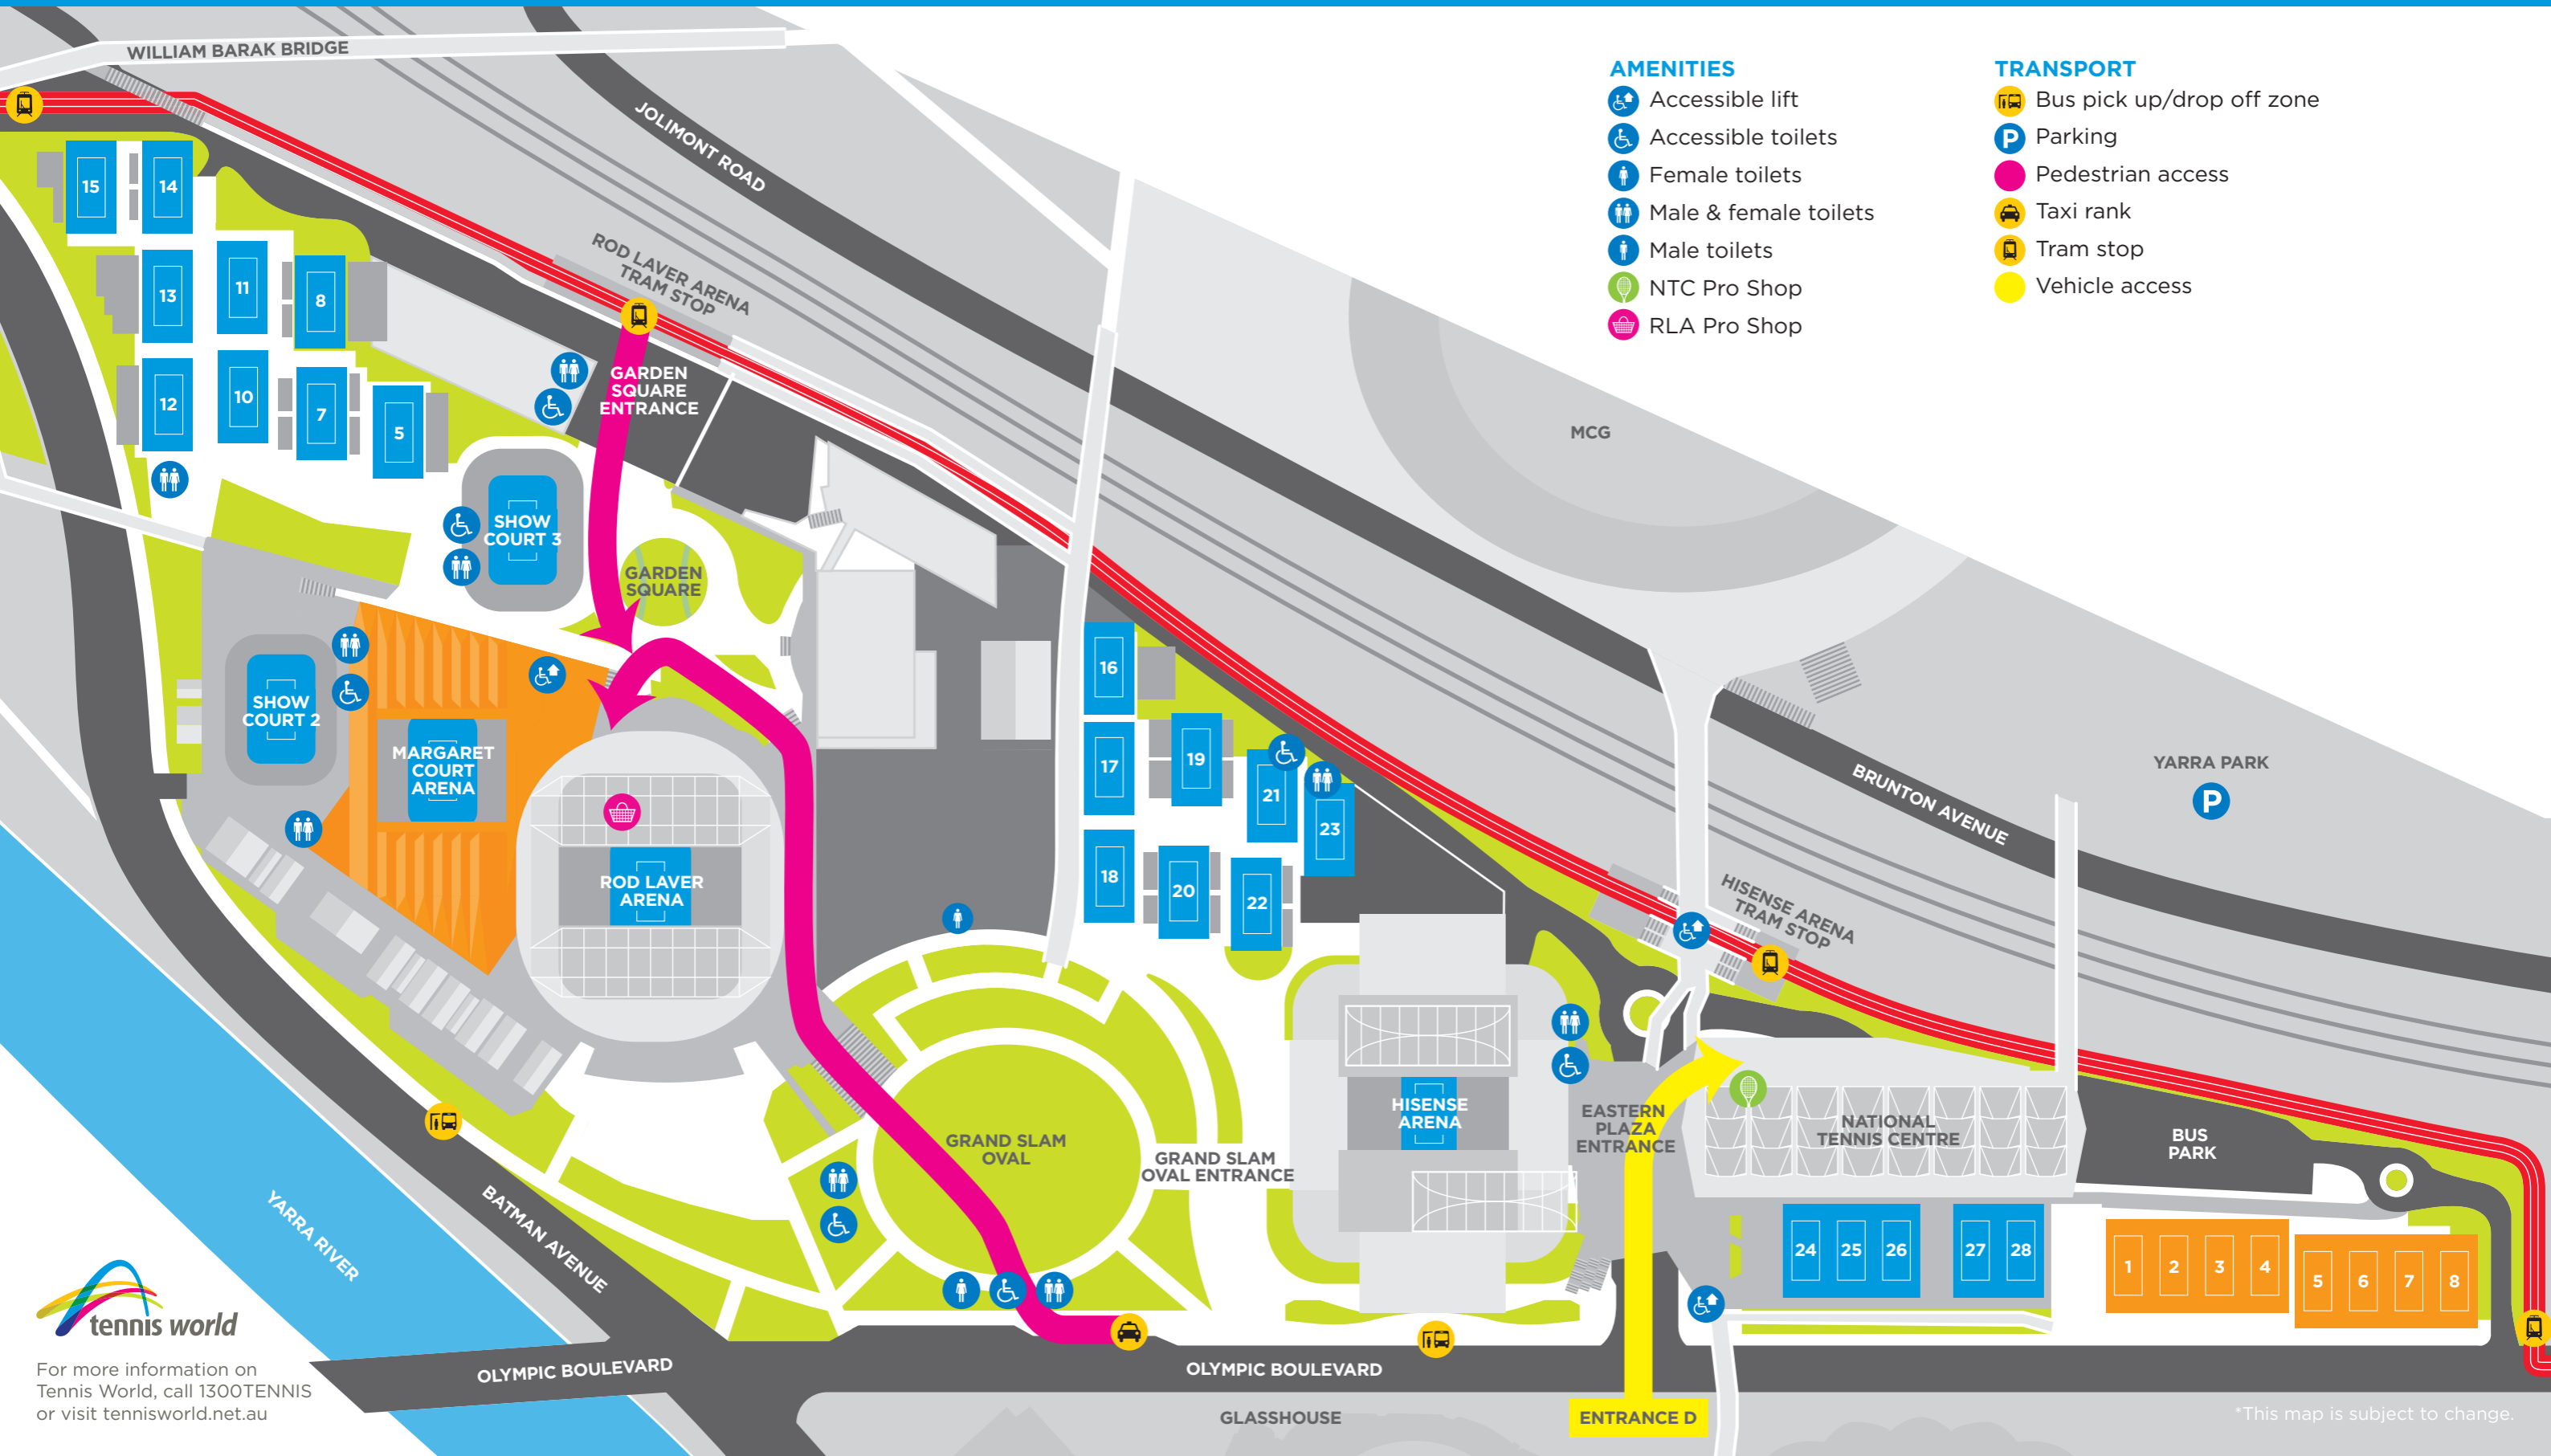 WILLIAM BARAK BRIDGE
JOLIMONT ROAD
AMENITIES
Accessible lift
Accessible toilets
Female toilets
Male & female toilets
Male toilets
NTC Pro Shop
RLA Pro Shop
TRANSPORT
Bus pick up/drop off zone
P
Parking
Pedestrian access
Taxi rank
Tram stop
Vehicle access
15
14
13
11
8
12
10
7
5
ROD LAVER ARENA
TRAM STOP
GARDEN
SQUARE
ENTRANCE
MCG
SHOW
COURT 3
GARDEN
SQUARE
SHOW
COURT 2
MARGARET
COURT
ARENA
ROD LAVER
ARENA
16
17
19
21
23
18
20
22
BRUNTON AVENUE
YARRA PARK
P
HISENSE ARENA
TRAM STOP
HISENSE
ARENA
EASTERN
PLAZA
ENTRANCE
NATIONAL
TENNIS CENTRE
BUS
PARK
GRAND SLAM
OVAL
GRAND SLAM
OVAL ENTRANCE
24
25
26
27
28
1
2
3
4
5
6
7
8
YARRA RIVER
BATMAN AVENUE
OLYMPIC BOULEVARD
OLYMPIC BOULEVARD
GLASSHOUSE
ENTRANCE D
tennis world
For more information on
Tennis World, call 1300TENNIS
or visit tennisworld.net.au
*This map is subject to change.